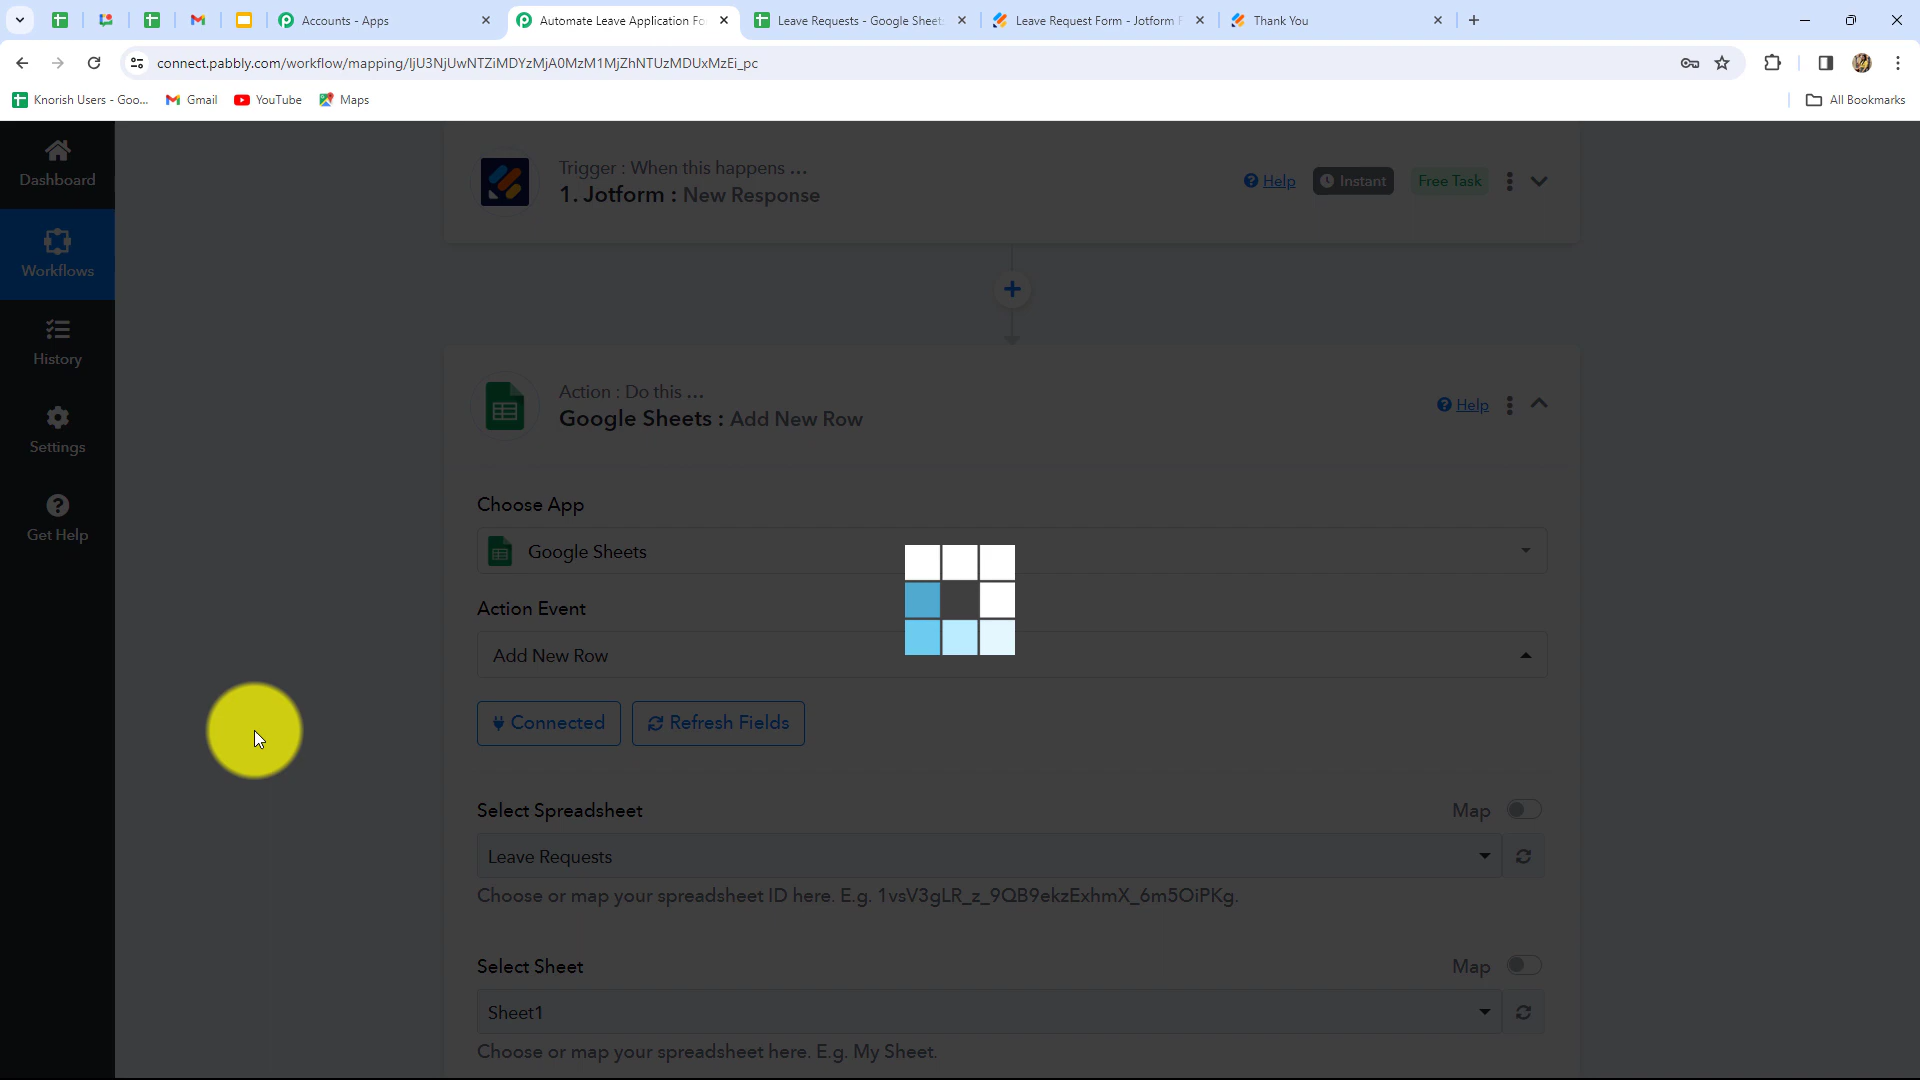 Accounts - Apps
Automate Leave Application Fo
Leave Requests - Google Sheet
Leave Request Form - Jotform F
Thank You
connect.pabbly.com/workflow/mapping/IjU3NjUwNTZiMDYzMjA0MzM1MjZhNTUzMDUxMzEi_pc
Knorish Users - Goo...
Gmail
YouTube
Maps
All Bookmarks
Dashboard
Workflows
History
Settings
Get Help
Trigger : When this happens ...
1. Jotform : New Response
Help
Instant
Free Task
Action : Do this ...
Google Sheets : Add New Row
Help
Choose App
Google Sheets
Action Event
Add New Row
Connected
Refresh Fields
Select Spreadsheet
Map
Leave Requests
Choose or map your spreadsheet ID here. E.g. 1vsV3gLR_z_9QB9ekzExhmX_6m5OiPKg.
Select Sheet
Map
Sheet1
Choose or map your spreadsheet here. E.g. My Sheet.